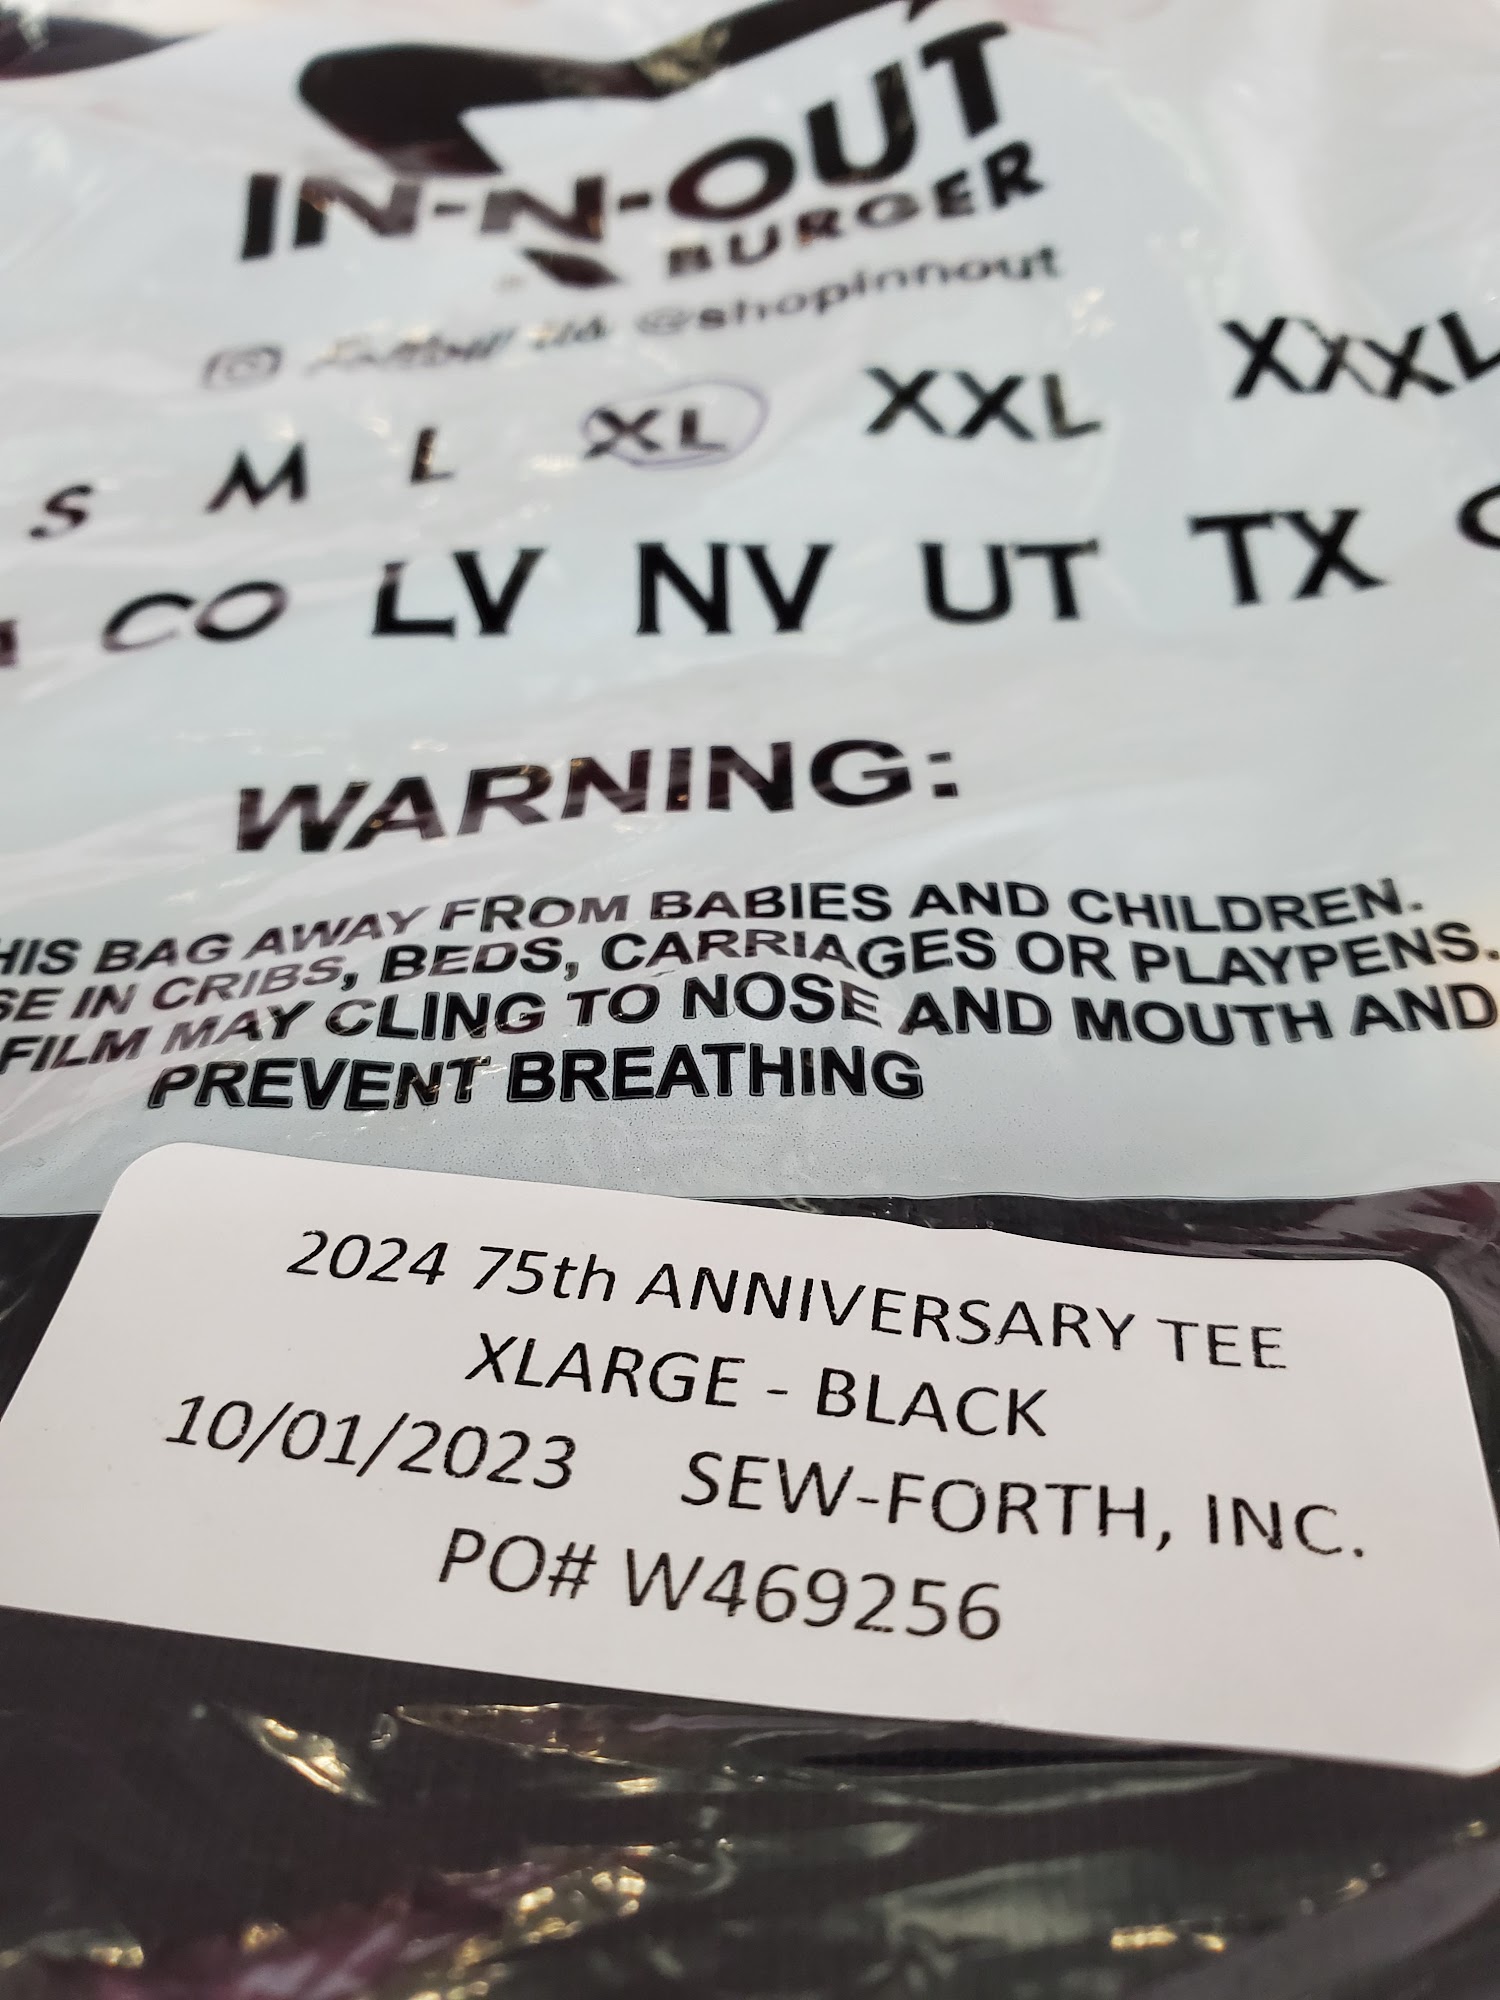 IN-N-OUT
BURGER
Follow us @shopinnout
S M L XL XXL XXXL
CO LV NV UT TX
WARNING:
HIS BAG AWAY FROM BABIES AND CHILDREN.
SE IN CRIBS, BEDS, CARRIAGES OR PLAYPENS.
FILM MAY CLING TO NOSE AND MOUTH AND
PREVENT BREATHING
2024 75th ANNIVERSARY TEE
XLARGE - BLACK
10/01/2023 SEW-FORTH, INC.
PO# W469256